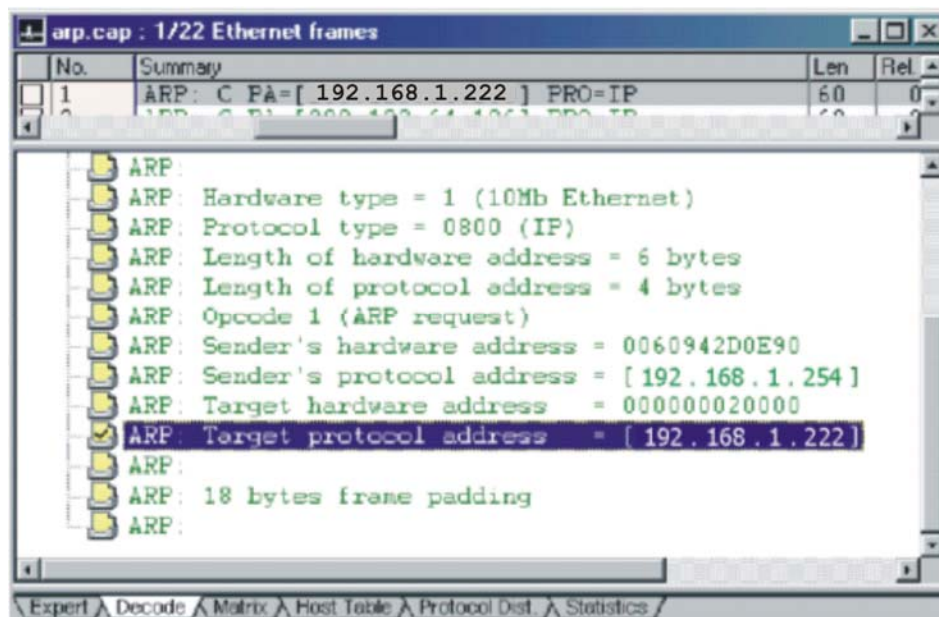 arp.cap : 1/22 Ethernet frames
No. Summary Len Rel.
1 ARP: C PA=[ 192.168.1.222 ] PRO=IP 60 0
ARP:
ARP: Hardware type = 1 (10Mb Ethernet)
ARP: Protocol type = 0800 (IP)
ARP: Length of hardware address = 6 bytes
ARP: Length of protocol address = 4 bytes
ARP: Opcode 1 (ARP request)
ARP: Sender's hardware address = 0060942D0E90
ARP: Sender's protocol address = [192.168.1.254]
ARP: Target hardware address = 000000020000
ARP: Target protocol address = [ 192.168.1.222]
ARP:
ARP: 18 bytes frame padding
ARP:
Expert Decode Matrix Host Table Protocol Dist. Statistics